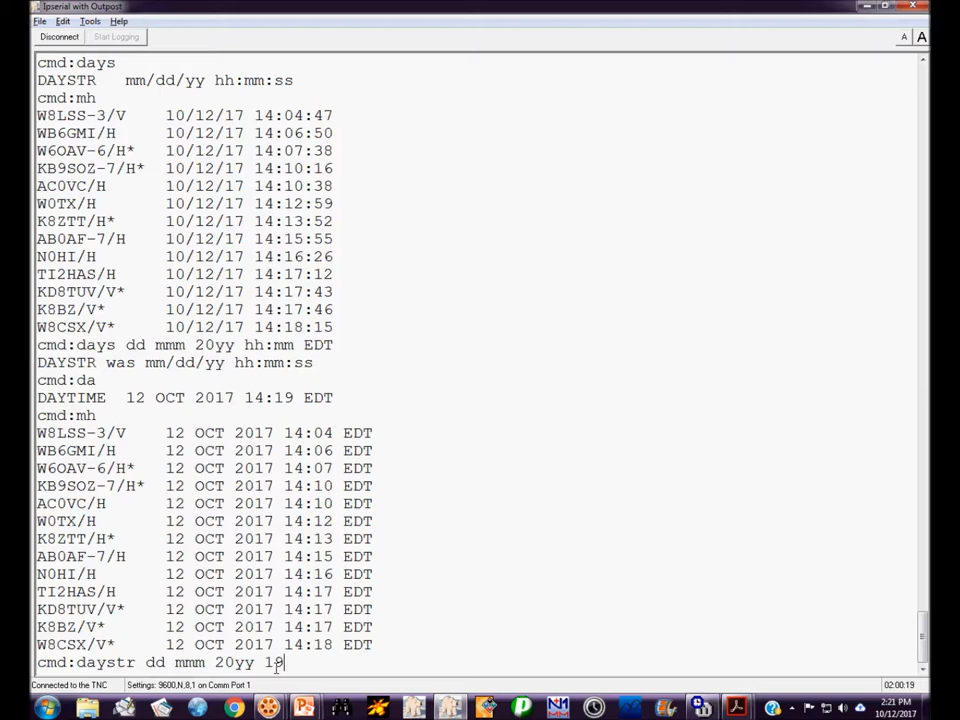 Ipserial with Outpost
File Edit Tools Help
Disconnect Start Logging A A
cmd:days
DAYSTR mm/dd/yy hh:mm:ss
cmd:mh
W8LSS-3/V 10/12/17 14:04:47
WB6GMI/H 10/12/17 14:06:50
W6OAV-6/H* 10/12/17 14:07:38
KB9SOZ-7/H* 10/12/17 14:10:16
AC0VC/H 10/12/17 14:10:38
W0TX/H 10/12/17 14:12:59
K8ZTT/H* 10/12/17 14:13:52
AB0AF-7/H 10/12/17 14:15:55
N0HI/H 10/12/17 14:16:26
TI2HAS/H 10/12/17 14:17:12
KD8TUV/V* 10/12/17 14:17:43
K8BZ/V* 10/12/17 14:17:46
W8CSX/V* 10/12/17 14:18:15
cmd:days dd mmm 20yy hh:mm EDT
DAYSTR was mm/dd/yy hh:mm:ss
cmd:da
DAYTIME 12 OCT 2017 14:19 EDT
cmd:mh
W8LSS-3/V 12 OCT 2017 14:04 EDT
WB6GMI/H 12 OCT 2017 14:06 EDT
W6OAV-6/H* 12 OCT 2017 14:07 EDT
KB9SOZ-7/H* 12 OCT 2017 14:10 EDT
AC0VC/H 12 OCT 2017 14:10 EDT
W0TX/H 12 OCT 2017 14:12 EDT
K8ZTT/H* 12 OCT 2017 14:13 EDT
AB0AF-7/H 12 OCT 2017 14:15 EDT
N0HI/H 12 OCT 2017 14:16 EDT
TI2HAS/H 12 OCT 2017 14:17 EDT
KD8TUV/V* 12 OCT 2017 14:17 EDT
K8BZ/V* 12 OCT 2017 14:17 EDT
W8CSX/V* 12 OCT 2017 14:18 EDT
cmd:daystr dd mmm 20yy
Connected to the TNC Settings: 9600,N,8,1 on Comm Port 1 02:00:19
2:21 PM
10/12/2017